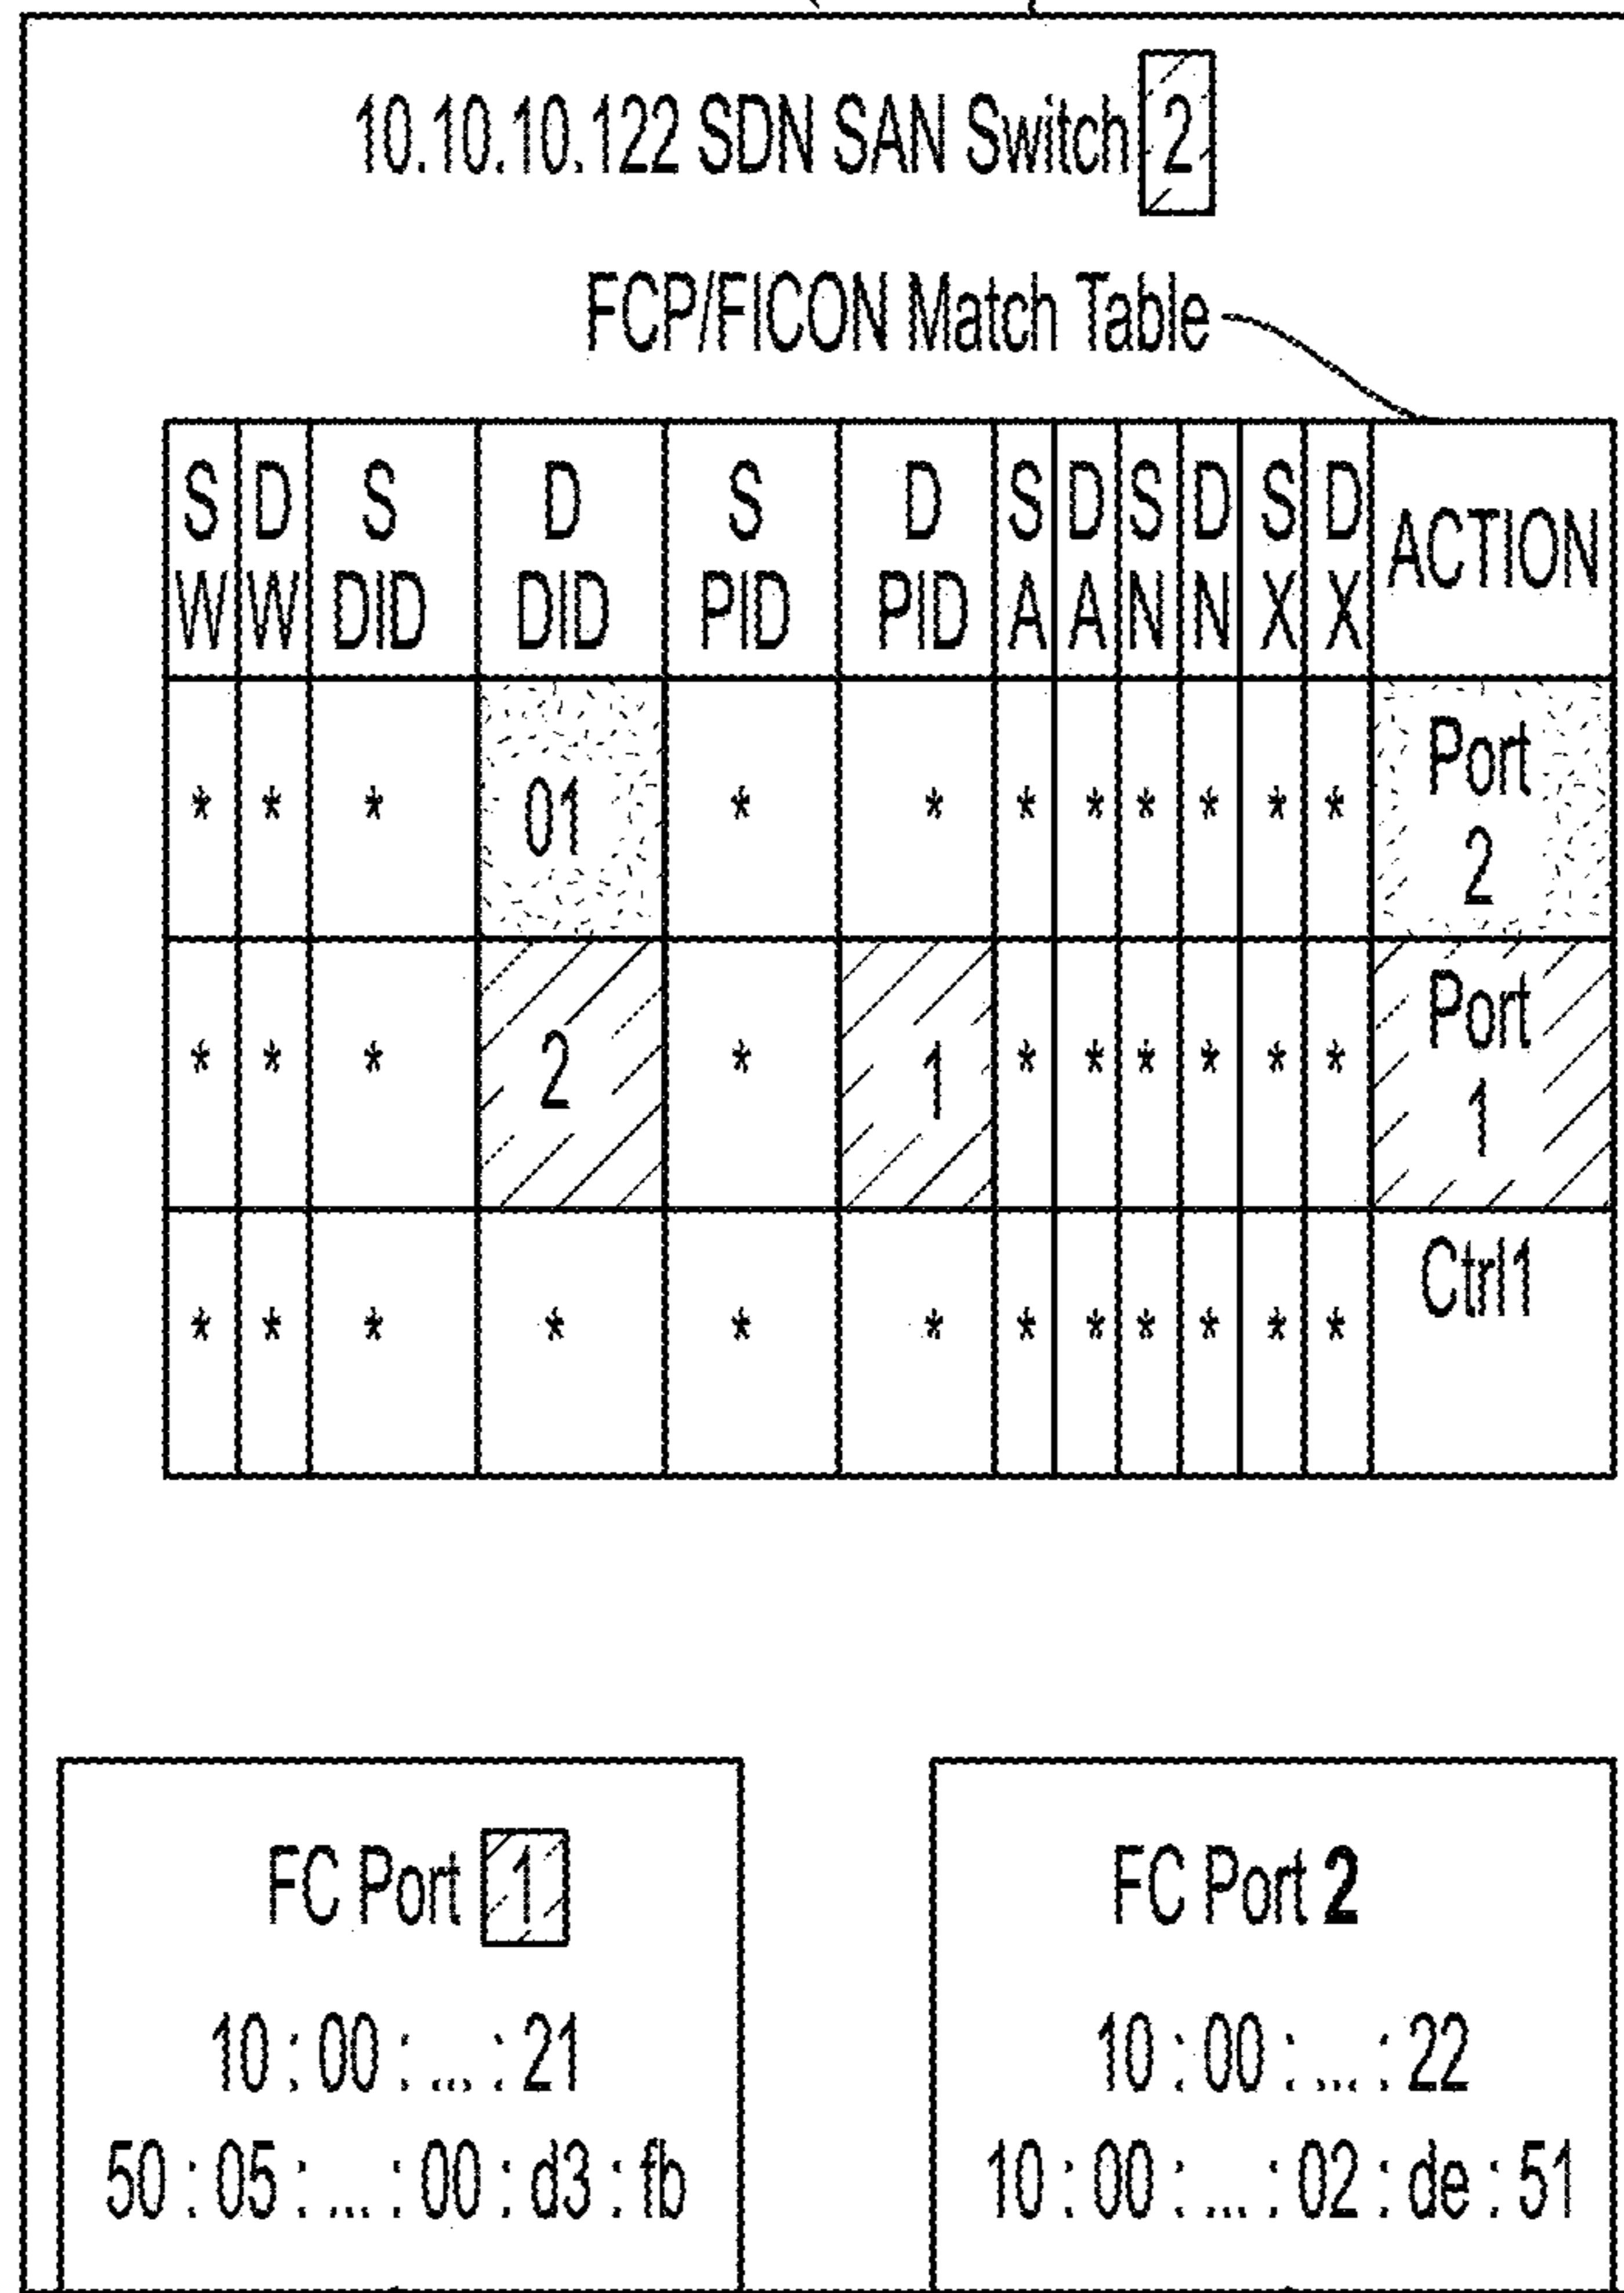 10.10.10.122 SDN SAN Switch 2
FCP/FICON Match Table
S D S D S D S D S D S D ACTION
W W DID DID PID PID A A N N X X
* * * 01 * * * * * * * * Port 2
* * * 2 * 1 * * * * * * Port 1
* * * * * * * * * * * * Ctrl1
FC Port 1
10:00:...:21
50:05:...:00:d3:fb
FC Port 2
10:00:...:22
10:00:...:02:de:51